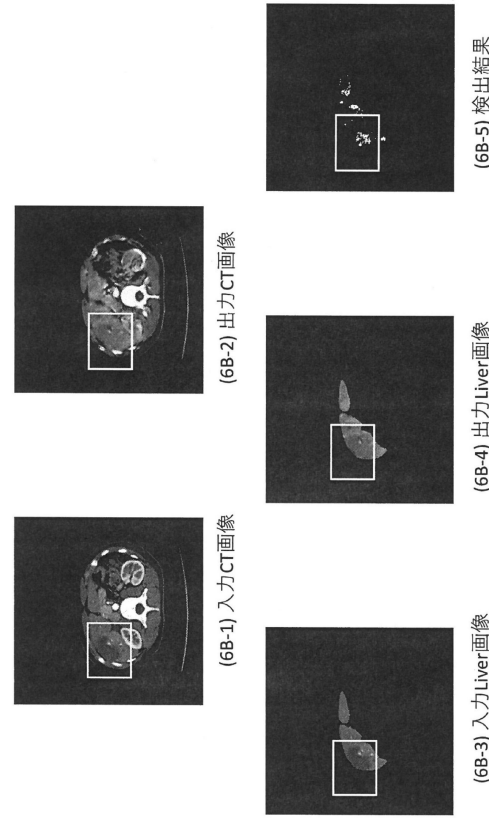 (6B-1) 入力CT画像
(6B-2) 出力CT画像
(6B-3) 入力Liver画像
(6B-4) 出力Liver画像
(6B-5) 検出結果